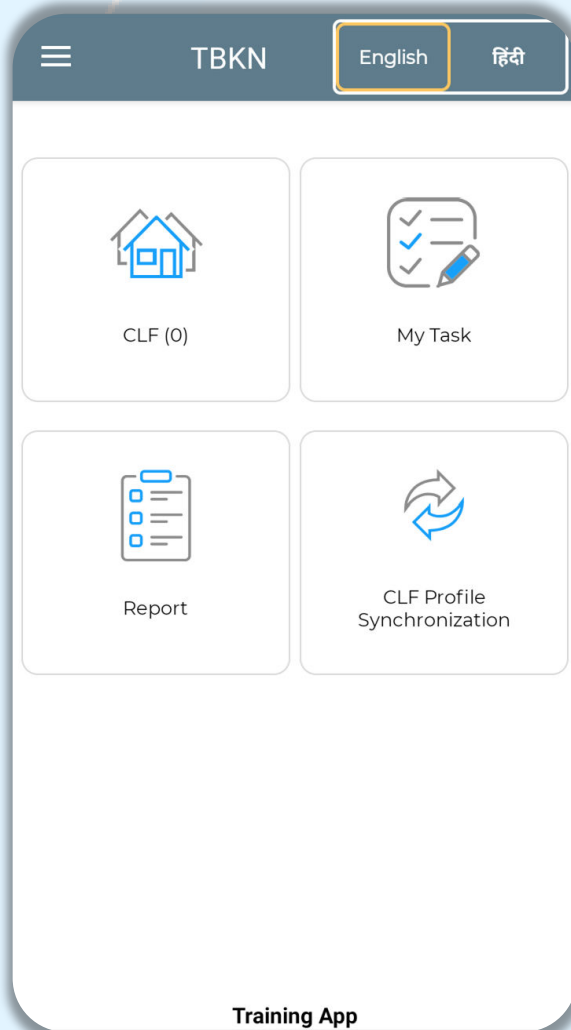 TBKN
English
हिंदी
CLF (0)
My Task
Report
CLF Profile
Synchronization
Training App